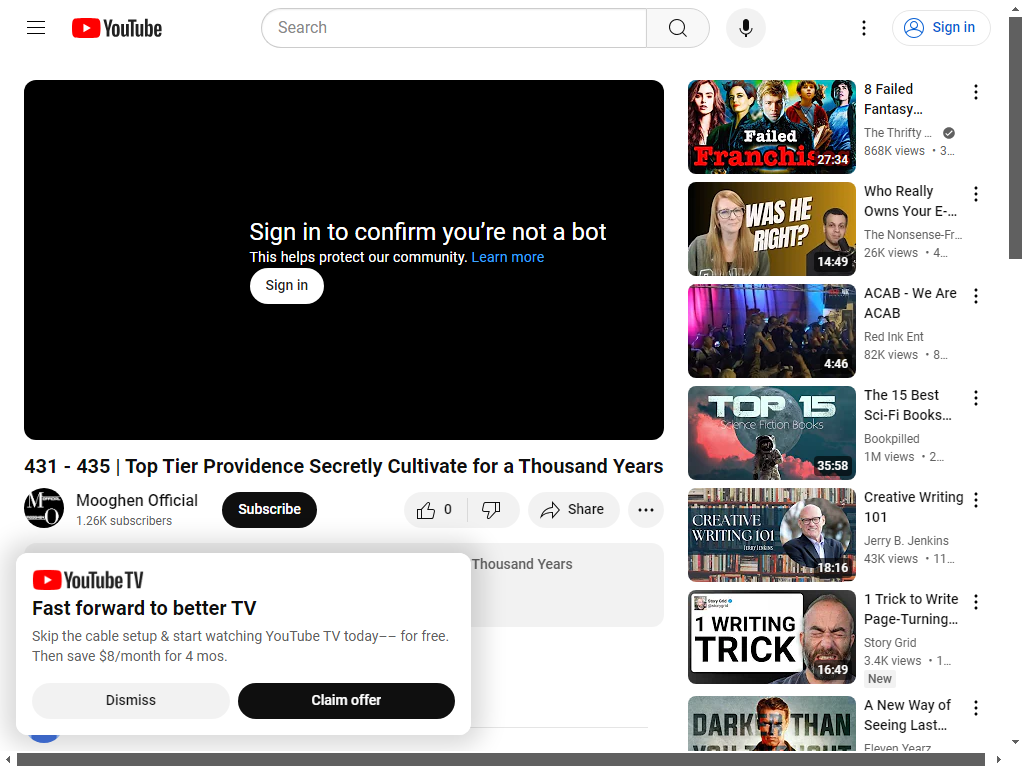 YouTube
Search
Sign in
Sign in to confirm you're not a bot
This helps protect our community. Learn more
Sign in
431 - 435 | Top Tier Providence Secretly Cultivate for a Thousand Years
Mooghen Official
1.26K subscribers
Subscribe
0
Share
Thousand Years
YouTube TV
Fast forward to better TV
Skip the cable setup & start watching YouTube TV today–– for free.
Then save $8/month for 4 mos.
Dismiss
Claim offer
Failed
Franchis
27:34
8 Failed
Fantasy…
The Thrifty …
868K views • 3…
WAS HE
RIGHT?
14:49
Who Really
Owns Your E-…
The Nonsense-Fr…
26K views • 4…
4:46
ACAB - We Are
ACAB
Red Ink Ent
82K views • 8…
TOP 15
Science Fiction Books
35:58
The 15 Best
Sci-Fi Books…
Bookpilled
1M views • 2…
CREATIVE
WRITING 101
JERRY JENKINS
18:16
Creative Writing
101
Jerry B. Jenkins
43K views • 11…
Story Grid
@storygrid
1 WRITING
TRICK
16:49
1 Trick to Write
Page-Turning…
Story Grid
3.4K views • 1…
New
DARKER THAN
YOU THOUGHT
A New Way of
Seeing Last…
Eleven Yearz